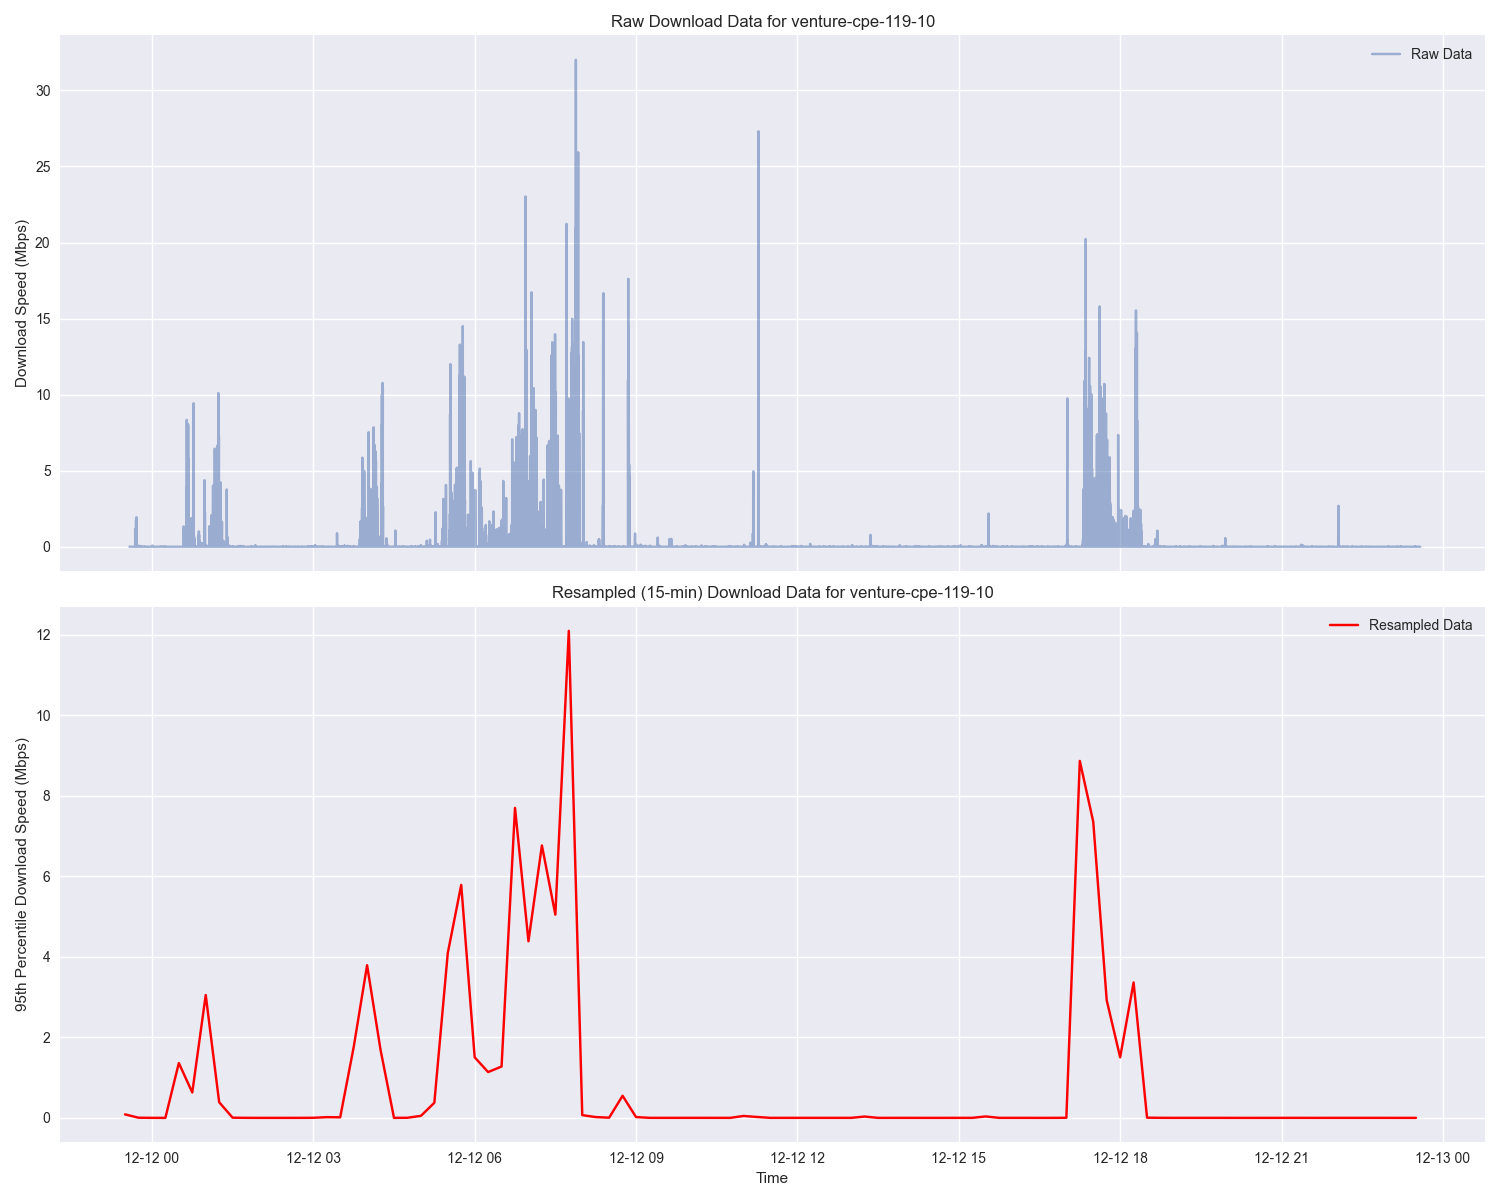 Raw Download Data for venture-cpe-119-10
Raw Data
Download Speed (Mbps)
30
25
20
15
10
5
0
Resampled (15-min) Download Data for venture-cpe-119-10
Resampled Data
95th Percentile Download Speed (Mbps)
12
10
8
6
4
2
0
12-12 00 12-12 03 12-12 06 12-12 09 12-12 12 12-12 15 12-12 18 12-12 21 12-13 00
Time